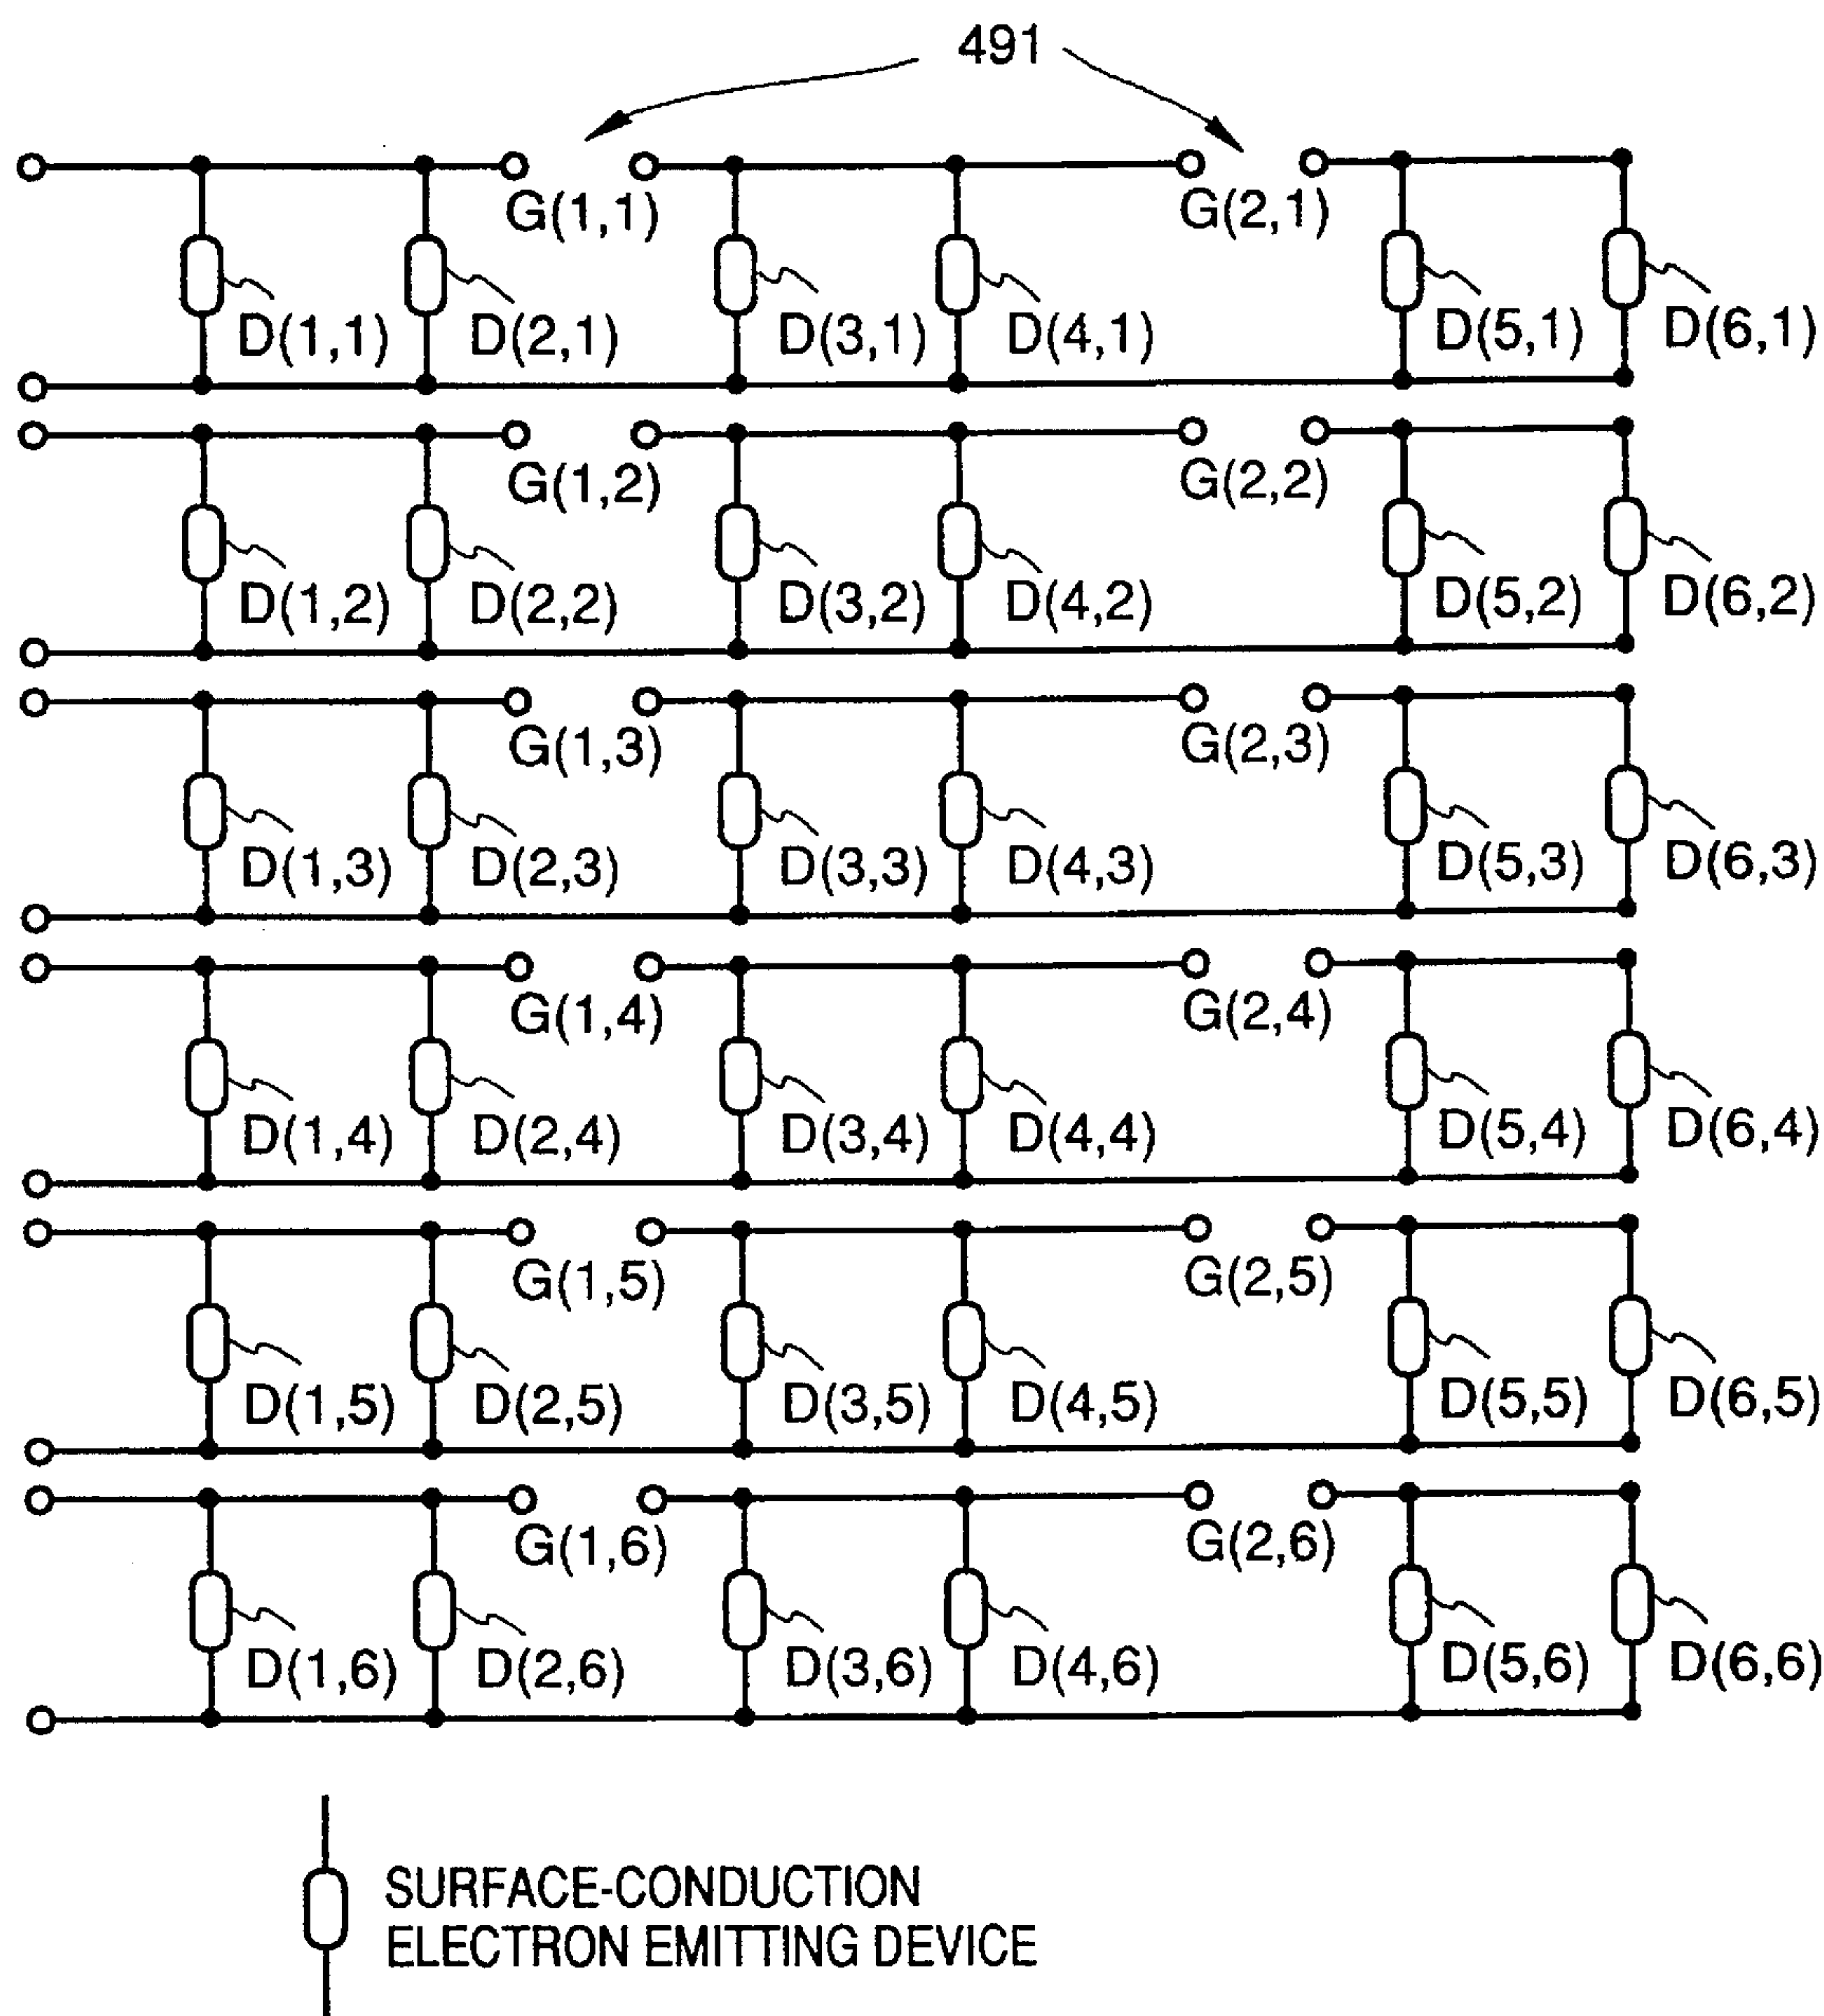 491
G(1,1) G(2,1)
D(1,1) D(2,1) D(3,1) D(4,1) D(5,1) D(6,1)
G(1,2) G(2,2)
D(1,2) D(2,2) D(3,2) D(4,2) D(5,2) D(6,2)
G(1,3) G(2,3)
D(1,3) D(2,3) D(3,3) D(4,3) D(5,3) D(6,3)
G(1,4) G(2,4)
D(1,4) D(2,4) D(3,4) D(4,4) D(5,4) D(6,4)
G(1,5) G(2,5)
D(1,5) D(2,5) D(3,5) D(4,5) D(5,5) D(6,5)
G(1,6) G(2,6)
D(1,6) D(2,6) D(3,6) D(4,6) D(5,6) D(6,6)
SURFACE-CONDUCTION
ELECTRON EMITTING DEVICE